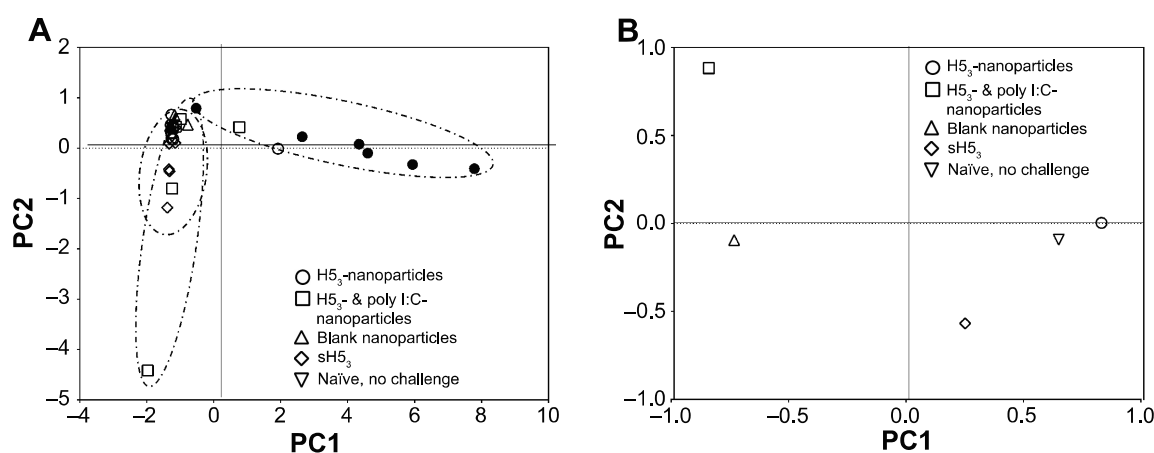 A
PC2
2
1
0
–1
–2
–3
–4
–5
H5₃-nanoparticles
H5₃- & poly I:C-
nanoparticles
Blank nanoparticles
sH5₃
Naïve, no challenge
–4 –2 0 2 4 6 8 10
PC1
B
PC2
1.0
0.5
0.0
–0.5
–1.0
H5₃-nanoparticles
H5₃- & poly I:C-
nanoparticles
Blank nanoparticles
sH5₃
Naïve, no challenge
–1.0 –0.5 0.0 0.5 1.0
PC1